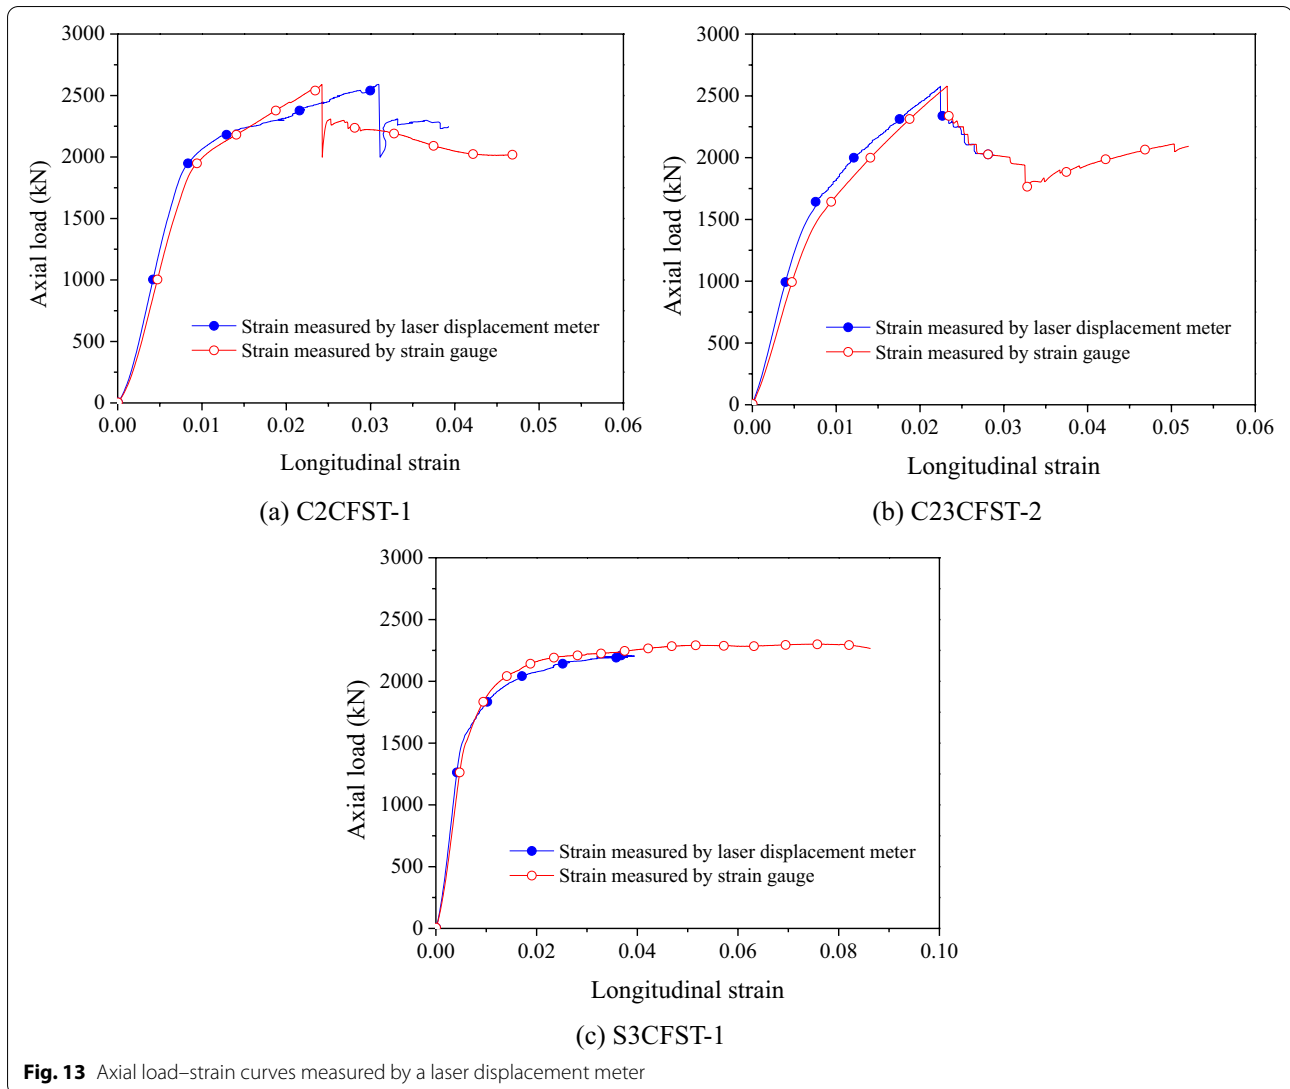 3000
2500
2000
1500
1000
500
0
Axial load (kN)
Strain measured by laser displacement meter
Strain measured by strain gauge
0.00 0.01 0.02 0.03 0.04 0.05 0.06
Longitudinal strain
(a) C2CFST-1
3000
2500
2000
1500
1000
500
0
Axial load (kN)
Strain measured by laser displacement meter
Strain measured by strain gauge
0.00 0.01 0.02 0.03 0.04 0.05 0.06
Longitudinal strain
(b) C23CFST-2
3000
2500
2000
1500
1000
500
0
Axial load (kN)
Strain measured by laser displacement meter
Strain measured by strain gauge
0.00 0.02 0.04 0.06 0.08 0.10
Longitudinal strain
(c) S3CFST-1
Fig. 13 Axial load–strain curves measured by a laser displacement meter